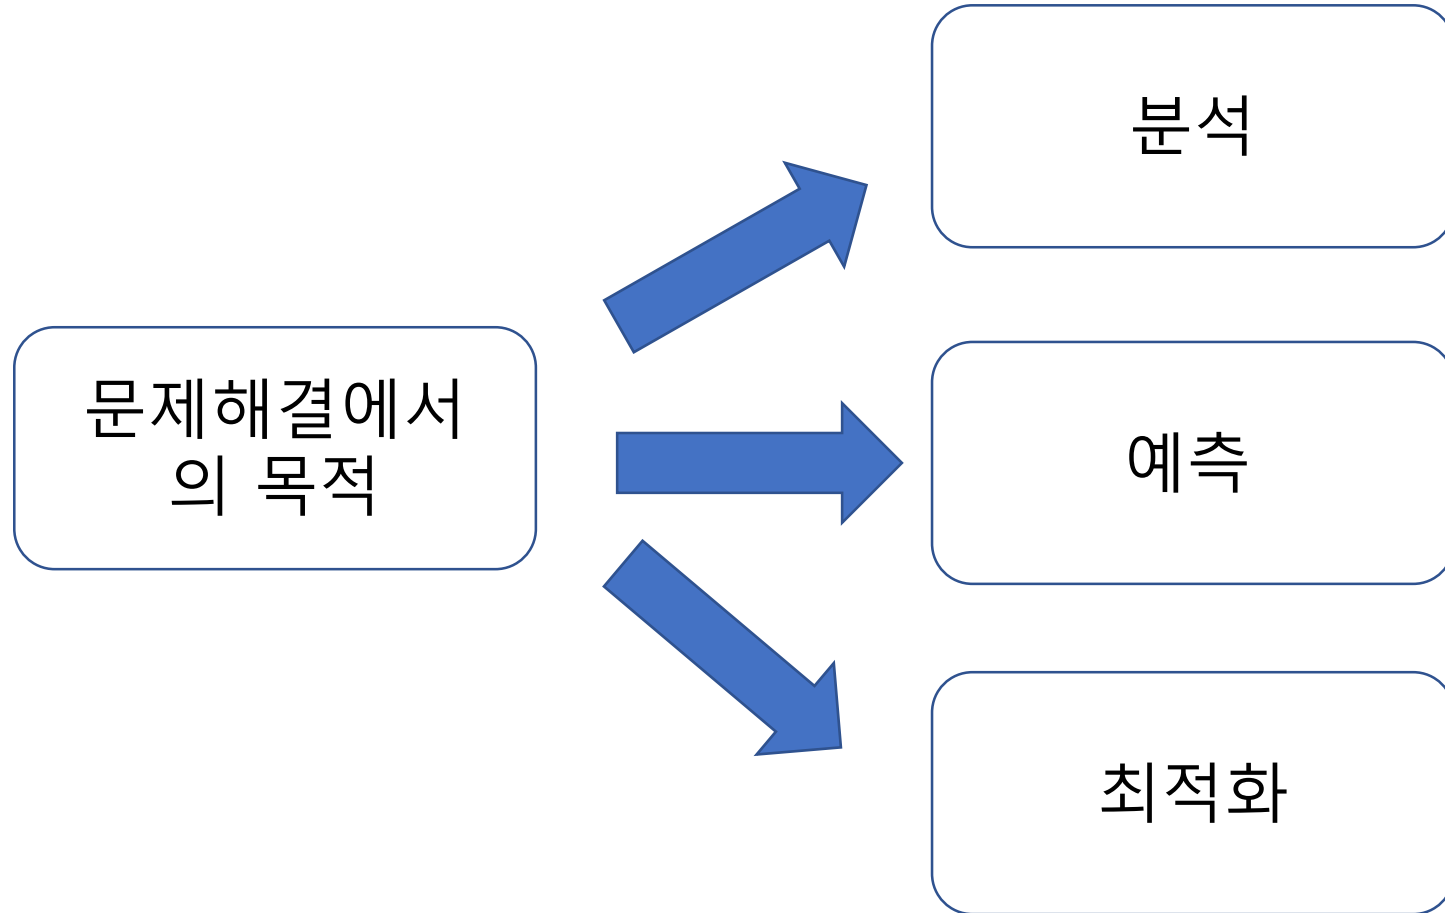 분석
문제해결에서
의 목적
예측
최적화